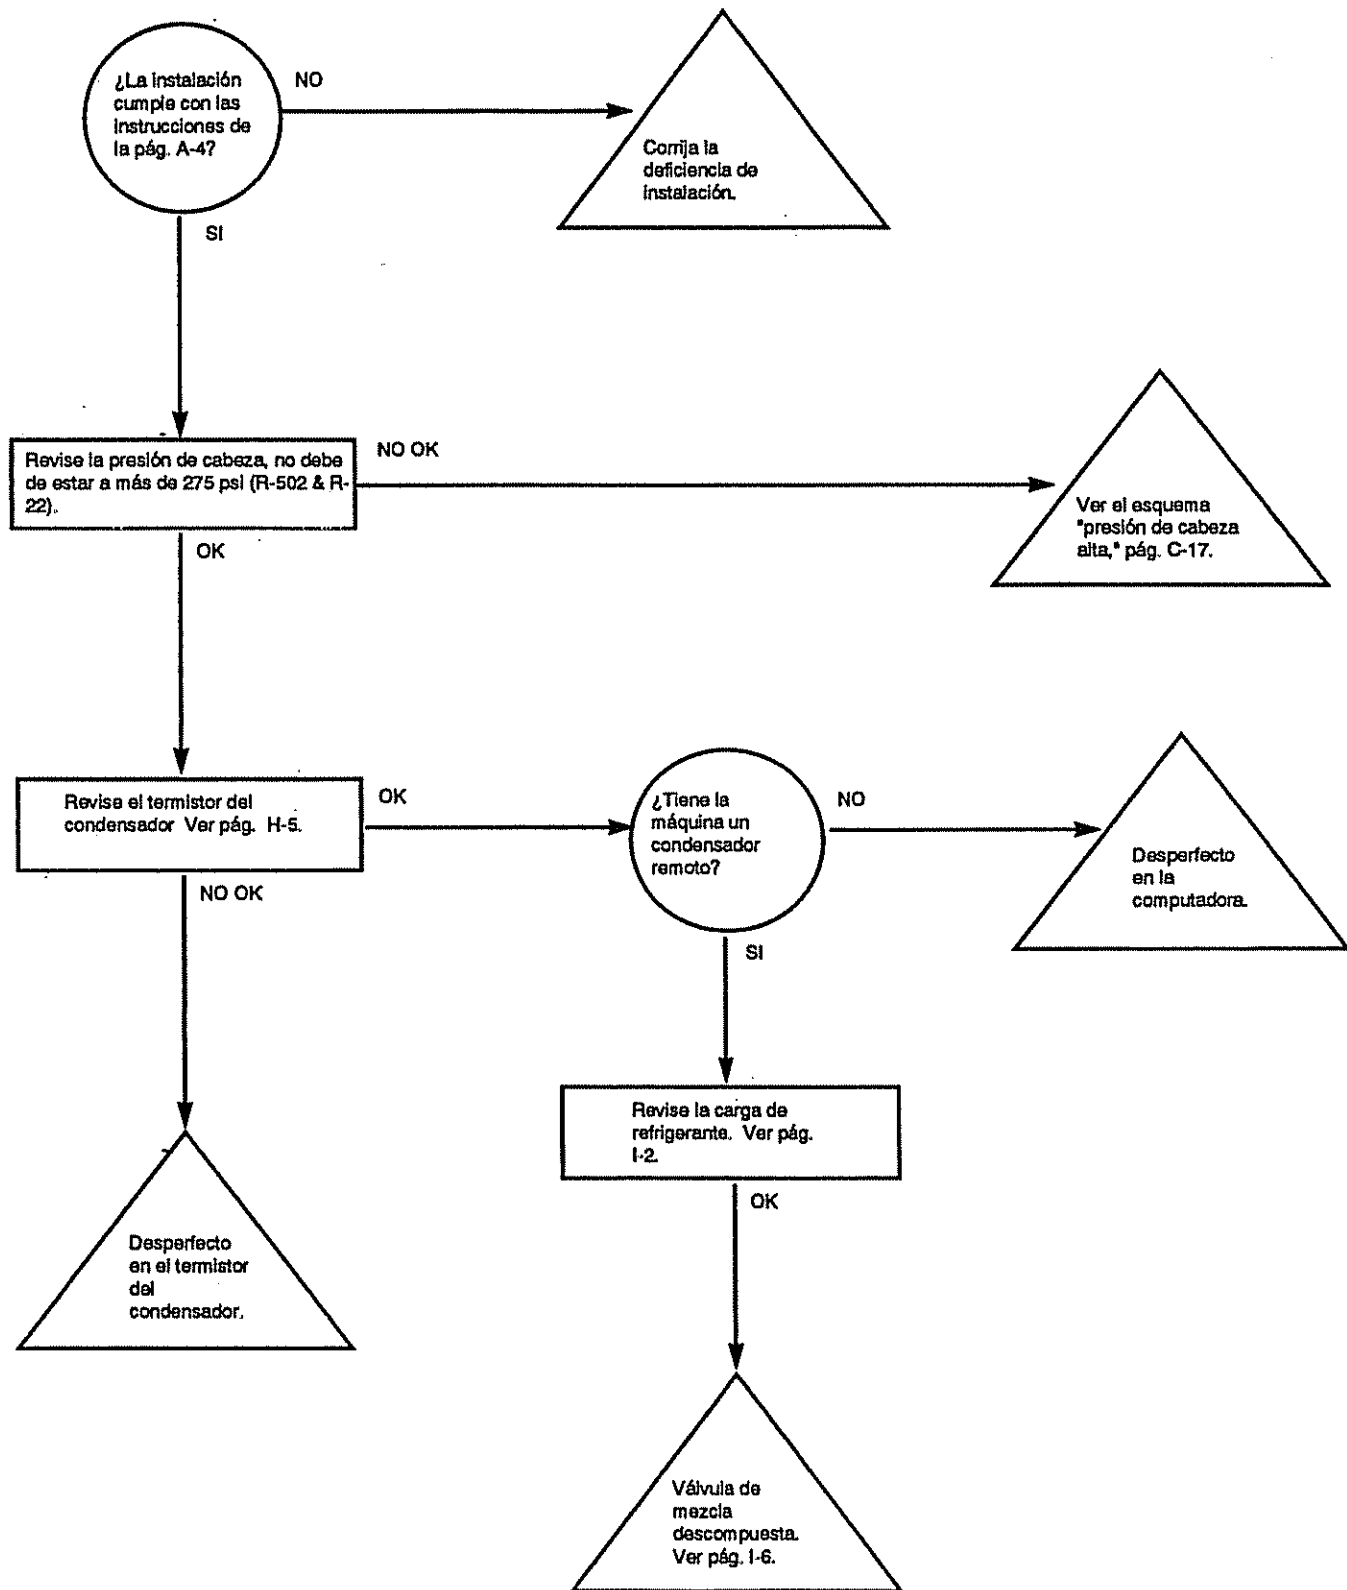 ¿La instalación
cumple con las
instrucciones de
la pág. A-4?
NO
Corrija la
deficiencia de
instalación.
SI
Revise la presión de cabeza, no debe
de estar a más de 275 psi (R-502 & R-
22).
NO OK
Ver el esquema
"presión de cabeza
alta," pág. C-17.
OK
Revise el termistor del
condensador Ver pág. H-5.
OK
¿Tiene la
máquina un
condensador
remoto?
NO
Desperfecto
en la
computadora.
NO OK
SI
Revise la carga de
refrigerante. Ver pág.
I-2.
OK
Desperfecto
en el termistor
del
condensador.
Válvula de
mezcla
descompuesta.
Ver pág. I-6.